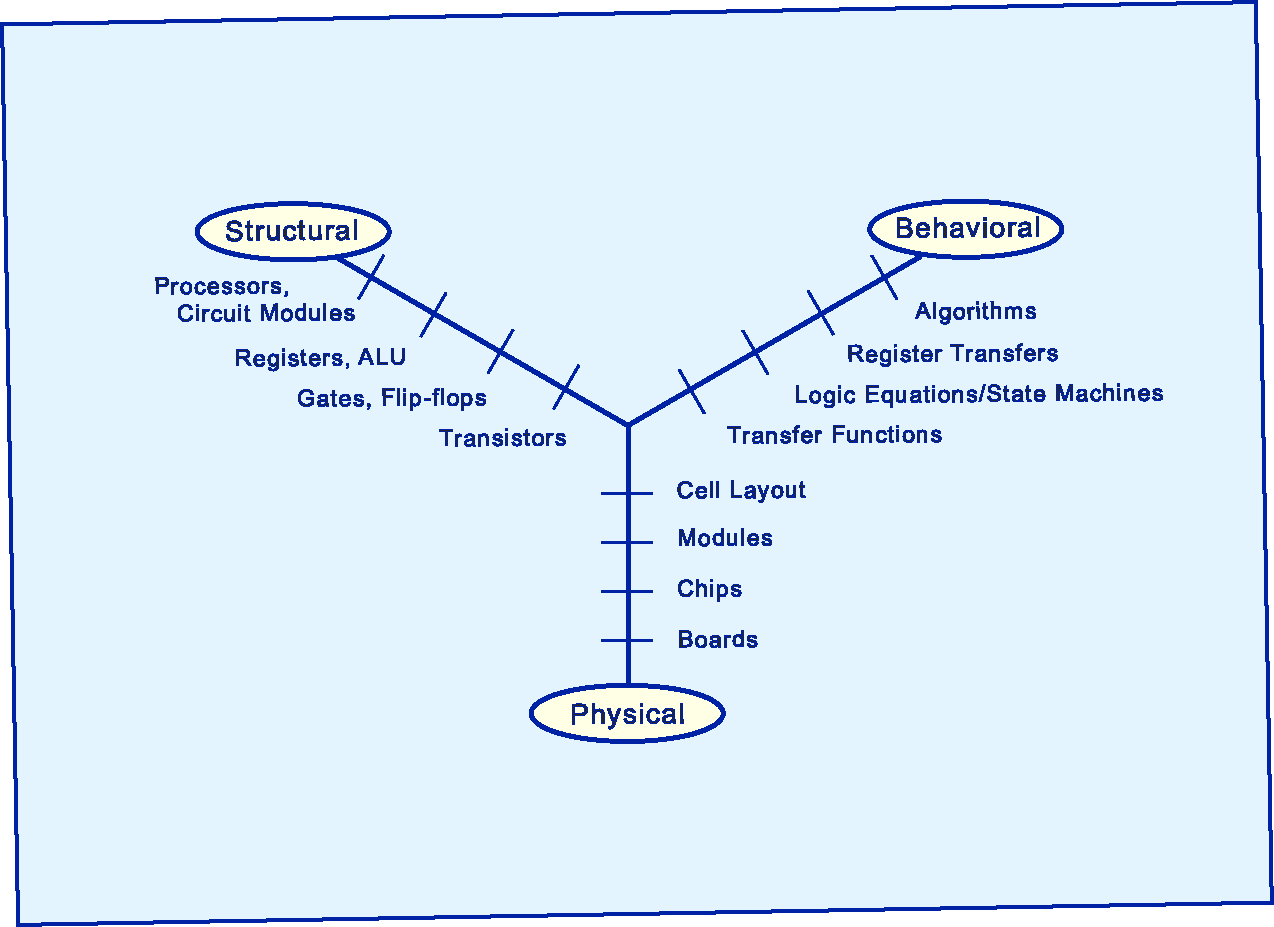 Structural
Processors,
Circuit Modules
Registers, ALU
Gates, Flip-flops
Transistors
Behavioral
Algorithms
Register Transfers
Logic Equations/State Machines
Transfer Functions
Cell Layout
Modules
Chips
Boards
Physical